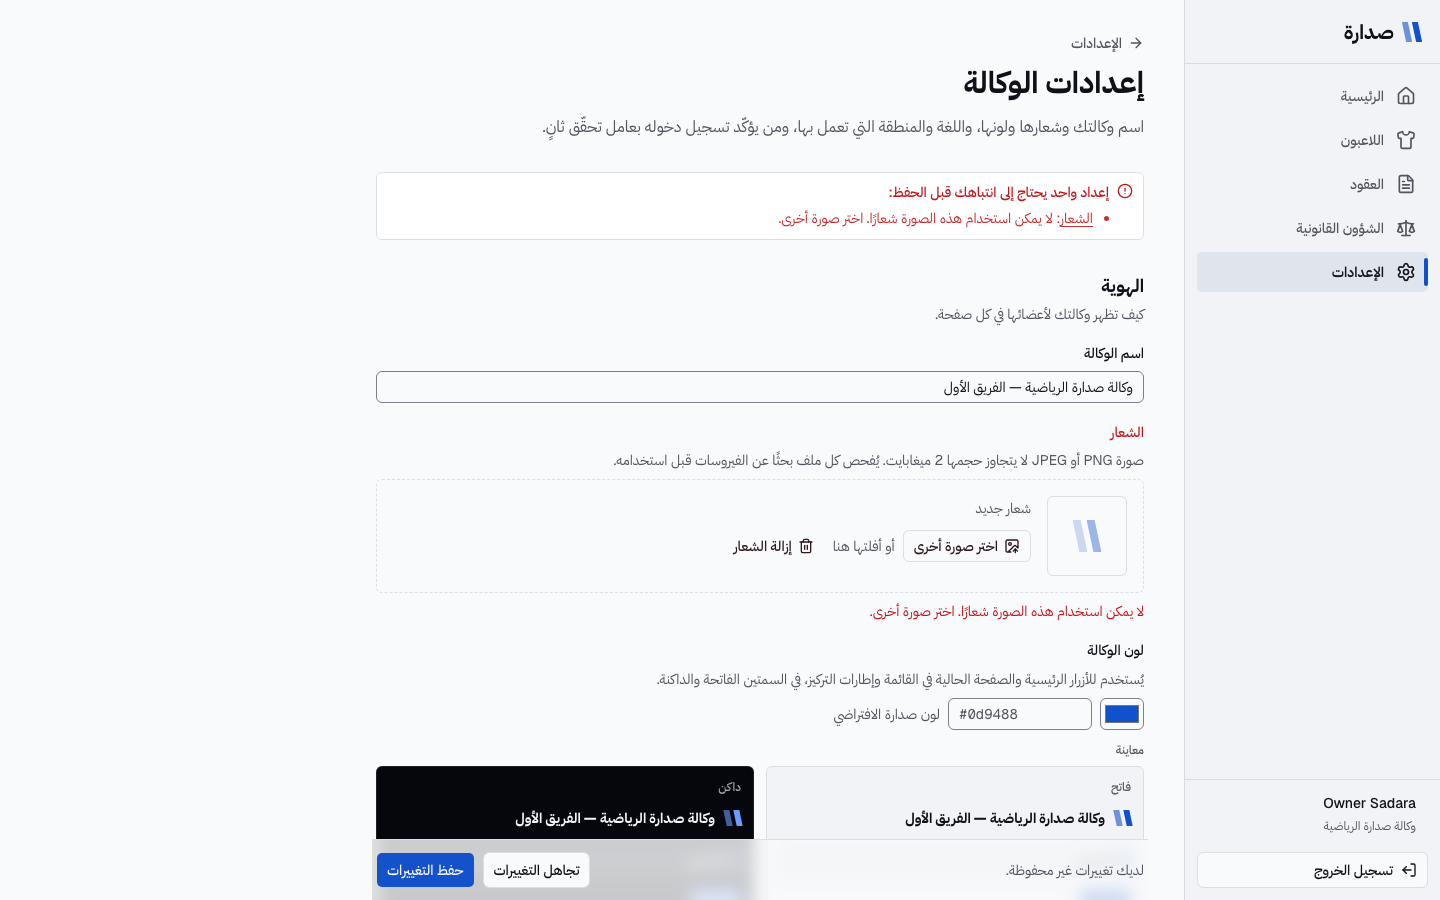 صدارة
الرئيسية
اللاعبون
العقود
الشؤون القانونية
الإعدادات
Owner Sadara
وكالة صدارة الرياضية
تسجيل الخروج
الإعدادات
إعدادات الوكالة
اسم وكالتك وشعارها ولونها، واللغة والمنطقة التي تعمل بها، ومن يؤكّد تسجيل دخوله بعامل تحقّق ثانٍ.
إعداد واحد يحتاج إلى انتباهك قبل الحفظ:
الشعار: لا يمكن استخدام هذه الصورة شعارًا. اختر صورة أخرى.
الهوية
كيف تظهر وكالتك لأعضائها في كل صفحة.
اسم الوكالة
وكالة صدارة الرياضية — الفريق الأول
الشعار
صورة PNG أو JPEG لا يتجاوز حجمها 2 ميغابايت. يُفحص كل ملف بحثًا عن الفيروسات قبل استخدامه.
شعار جديد
اختر صورة أخرى أو أفلتها هنا إزالة الشعار
لا يمكن استخدام هذه الصورة شعارًا. اختر صورة أخرى.
لون الوكالة
يُستخدم للأزرار الرئيسية والصفحة الحالية في القائمة وإطارات التركيز، في السمتين الفاتحة والداكنة.
#0d9488 لون صدارة الافتراضي
معاينة
فاتح
وكالة صدارة الرياضية — الفريق الأول
داكن
وكالة صدارة الرياضية — الفريق الأول
لديك تغييرات غير محفوظة.
تجاهل التغييرات
حفظ التغييرات